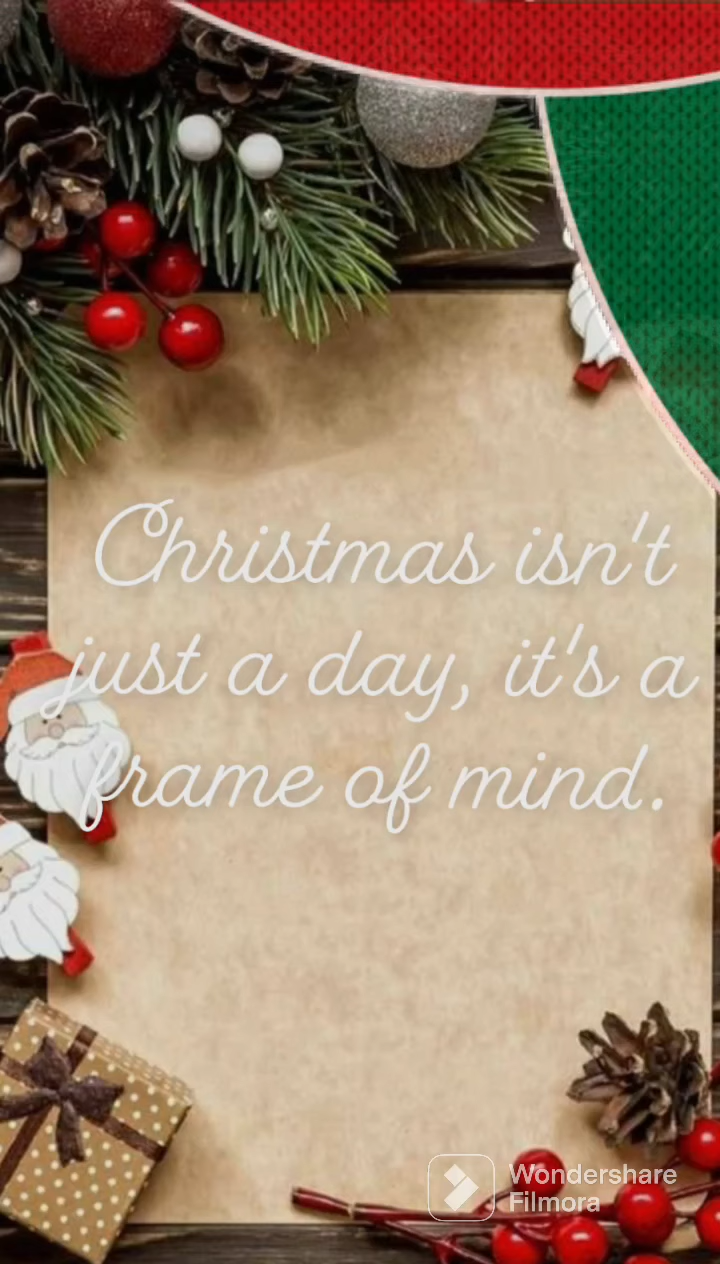 Christmas isn't
just a day, it's a
frame of mind.
Wondershare
Filmora